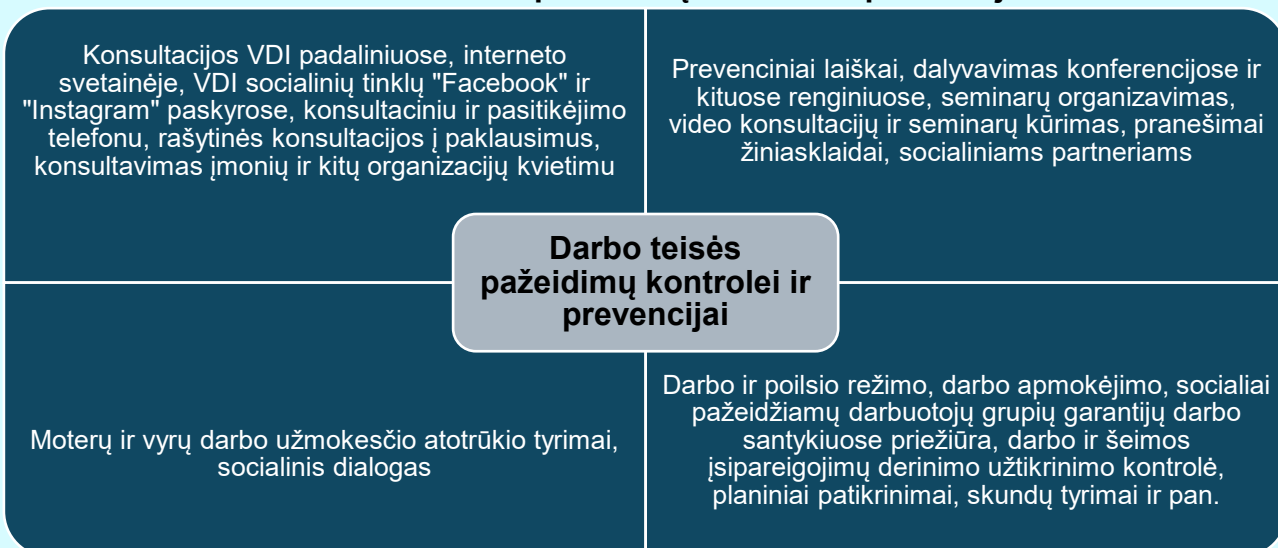 Konsultacijos VDI padaliniuose, interneto
svetainėje, VDI socialinių tinklų "Facebook" ir
"Instagram" paskyrose, konsultaciniu ir pasitikėjimo
telefonu, rašytinės konsultacijos į paklausimus,
konsultavimas įmonių ir kitų organizacijų kvietimu
Prevenciniai laiškai, dalyvavimas konferencijose ir
kituose renginiuose, seminarų organizavimas,
video konsultacijų ir seminarų kūrimas, pranešimai
žiniasklaidai, socialiniams partneriams
Darbo teisės
pažeidimų kontrolei ir
prevencijai
Moterų ir vyrų darbo užmokesčio atotrūkio tyrimai,
socialinis dialogas
Darbo ir poilsio režimo, darbo apmokėjimo, socialiai
pažeidžiamų darbuotojų grupių garantijų darbo
santykiuose priežiūra, darbo ir šeimos
įsipareigojimų derinimo užtikrinimo kontrolė,
planiniai patikrinimai, skundų tyrimai ir pan.